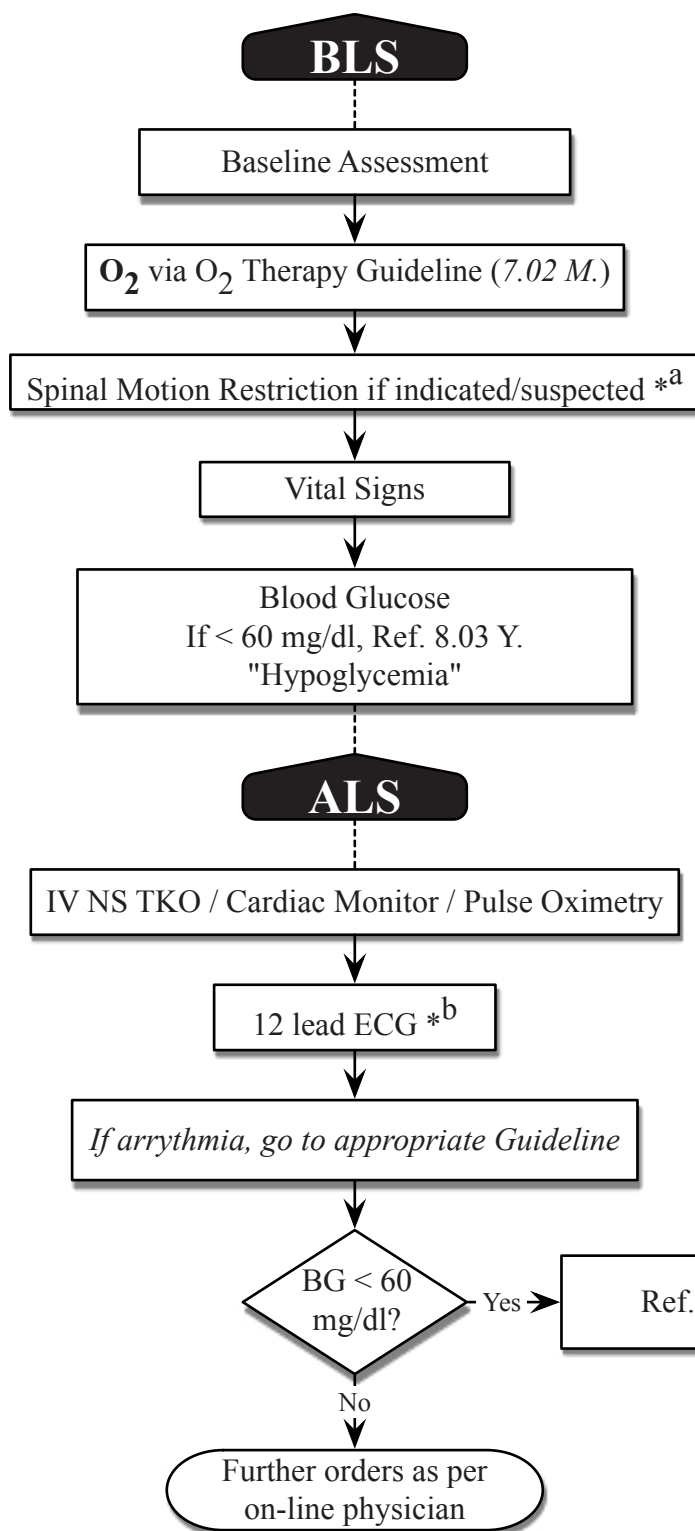 BLS
Baseline Assessment
O2 via O2 Therapy Guideline (7.02 M.)
Spinal Motion Restriction if indicated/suspected *a
Vital Signs
Blood Glucose
If < 60 mg/dl, Ref. 8.03 Y.
"Hypoglycemia"
ALS
IV NS TKO / Cardiac Monitor / Pulse Oximetry
12 lead ECG *b
If arrythmia, go to appropriate Guideline
BG < 60
mg/dl?
Yes
Ref.
No
Further orders as per
on-line physician